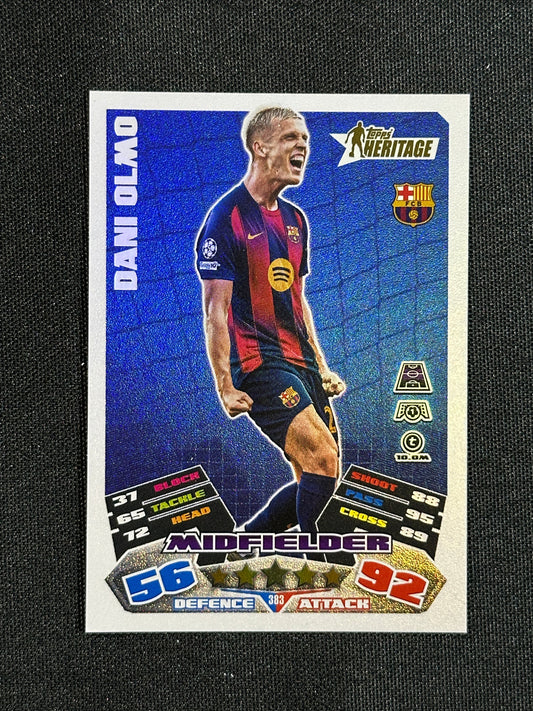 DANI OLMO
topps
HERITAGE
FCB
t
10.0M
37 BLOCK
65 TACKLE
72 HEAD
SHOOT 88
PASS 95
CROSS 89
MIDFIELDER
56
92
DEFENCE 383 ATTACK
2